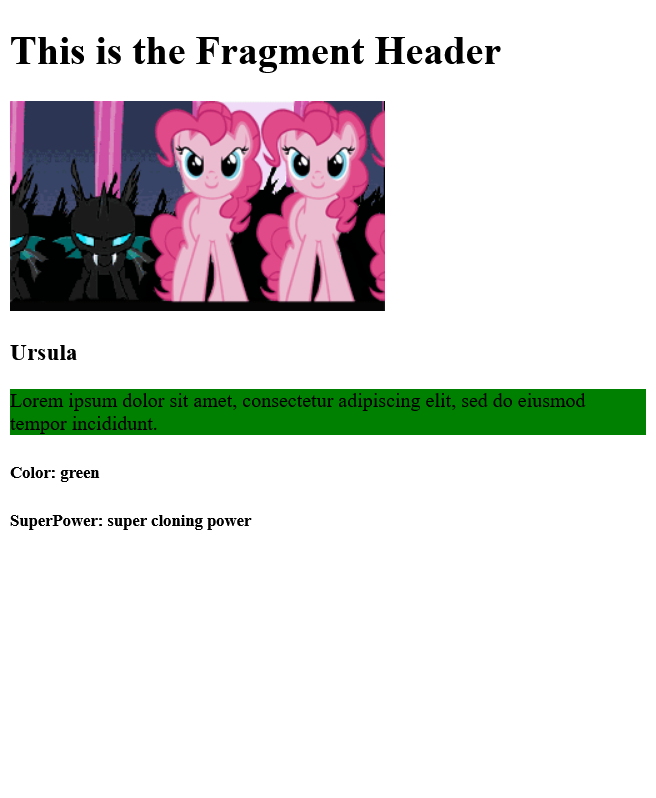 This is the Fragment Header
Ursula
Lorem ipsum dolor sit amet, consectetur adipiscing elit, sed do eiusmod
tempor incididunt.
Color: green
SuperPower: super cloning power